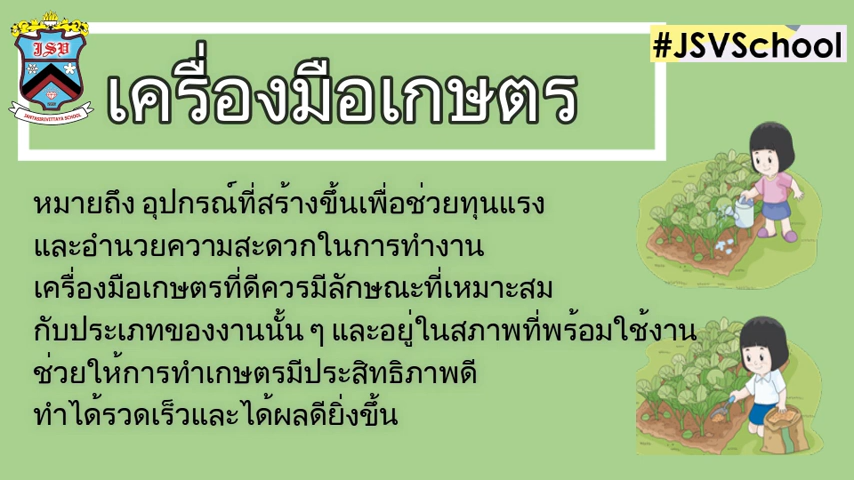 JSV
JANTASIRIVITTAYA SCHOOL
#JSVSchool
เครื่องมือเกษตร
หมายถึง อุปกรณ์ที่สร้างขึ้นเพื่อช่วยทุนแรง
และอำนวยความสะดวกในการทำงาน
เครื่องมือเกษตรที่ดีควรมีลักษณะที่เหมาะสม
กับประเภทของงานนั้น ๆ และอยู่ในสภาพที่พร้อมใช้งาน
ช่วยให้การทำเกษตรมีประสิทธิภาพดี
ทำได้รวดเร็วและได้ผลดียิ่งขึ้น